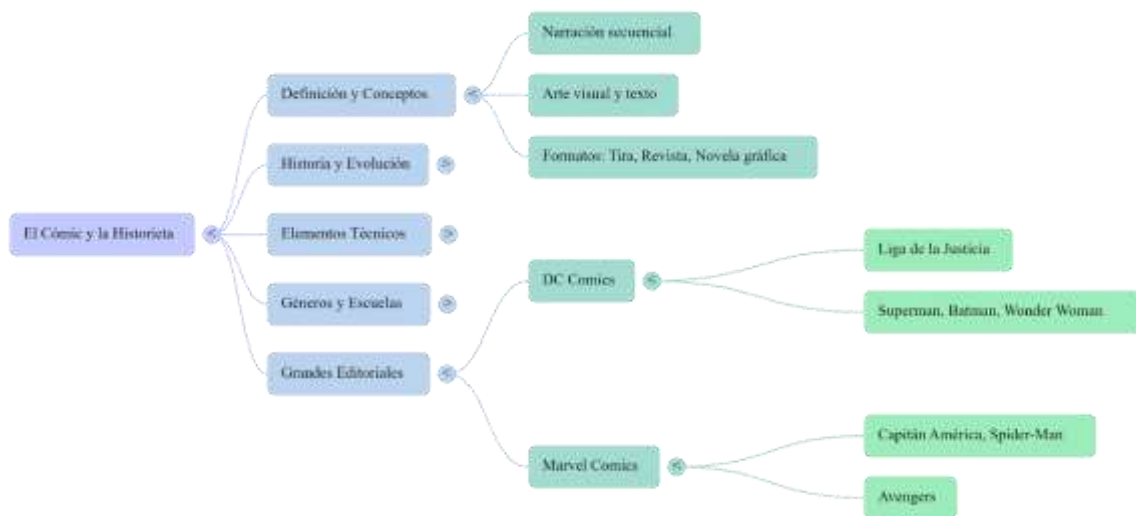 El Cómic y la Historieta
Definición y Conceptos
Narración secuencial
Arte visual y texto
Formatos: Tira, Revista, Novela gráfica
Historia y Evolución
Elementos Técnicos
Géneros y Escuelas
Grandes Editoriales
DC Comics
Liga de la Justicia
Superman, Batman, Wonder Woman
Marvel Comics
Capitán América, Spider-Man
Avengers